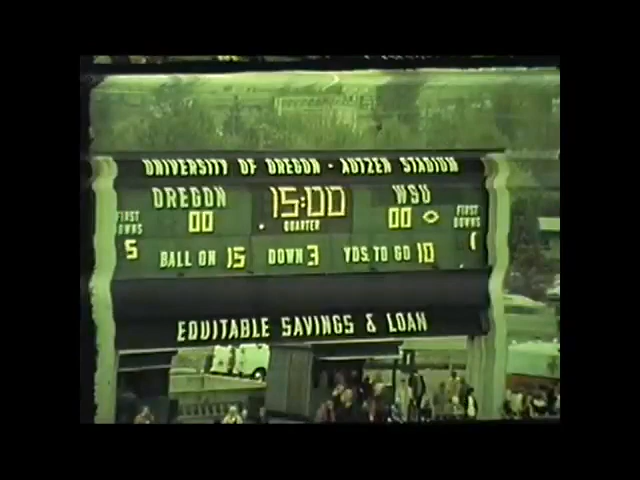 UNIVERSITY OF OREGON - AUTZEN STADIUM
OREGON 15:00 WSU
00 QUARTER 00
FIRST DOWNS 5
FIRST DOWNS 1
BALL ON 15 DOWN 3 YDS. TO GO 10
EQUITABLE SAVINGS & LOAN